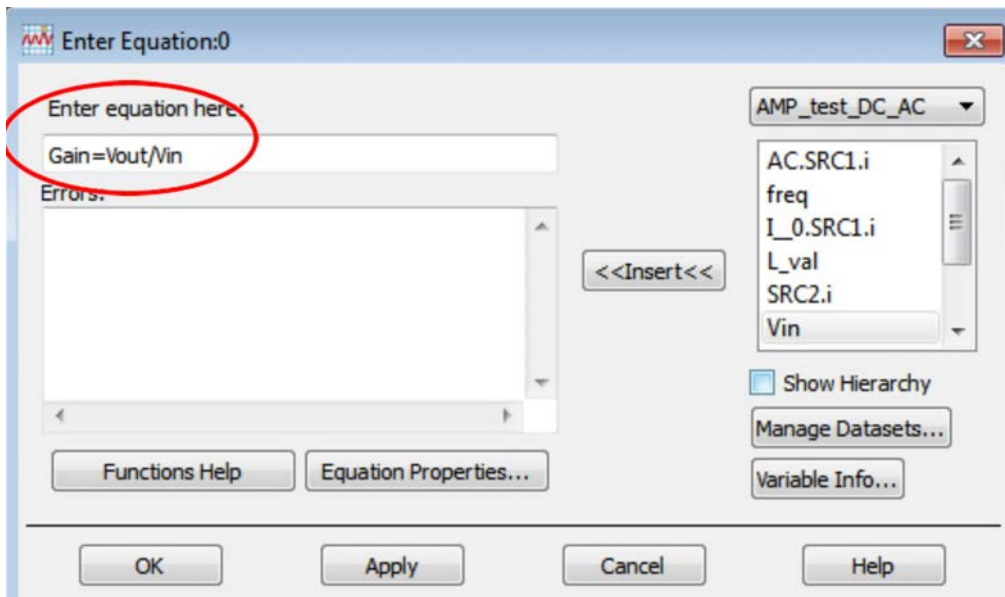 Enter Equation:0
Enter equation here:
Gain=Vout/Vin
Errors:
AMP_test_DC_AC
AC.SRC1.i
freq
I__0.SRC1.i
L_val
SRC2.i
Vin
<<Insert<<
Show Hierarchy
Manage Datasets...
Variable Info...
Functions Help
Equation Properties...
OK
Apply
Cancel
Help